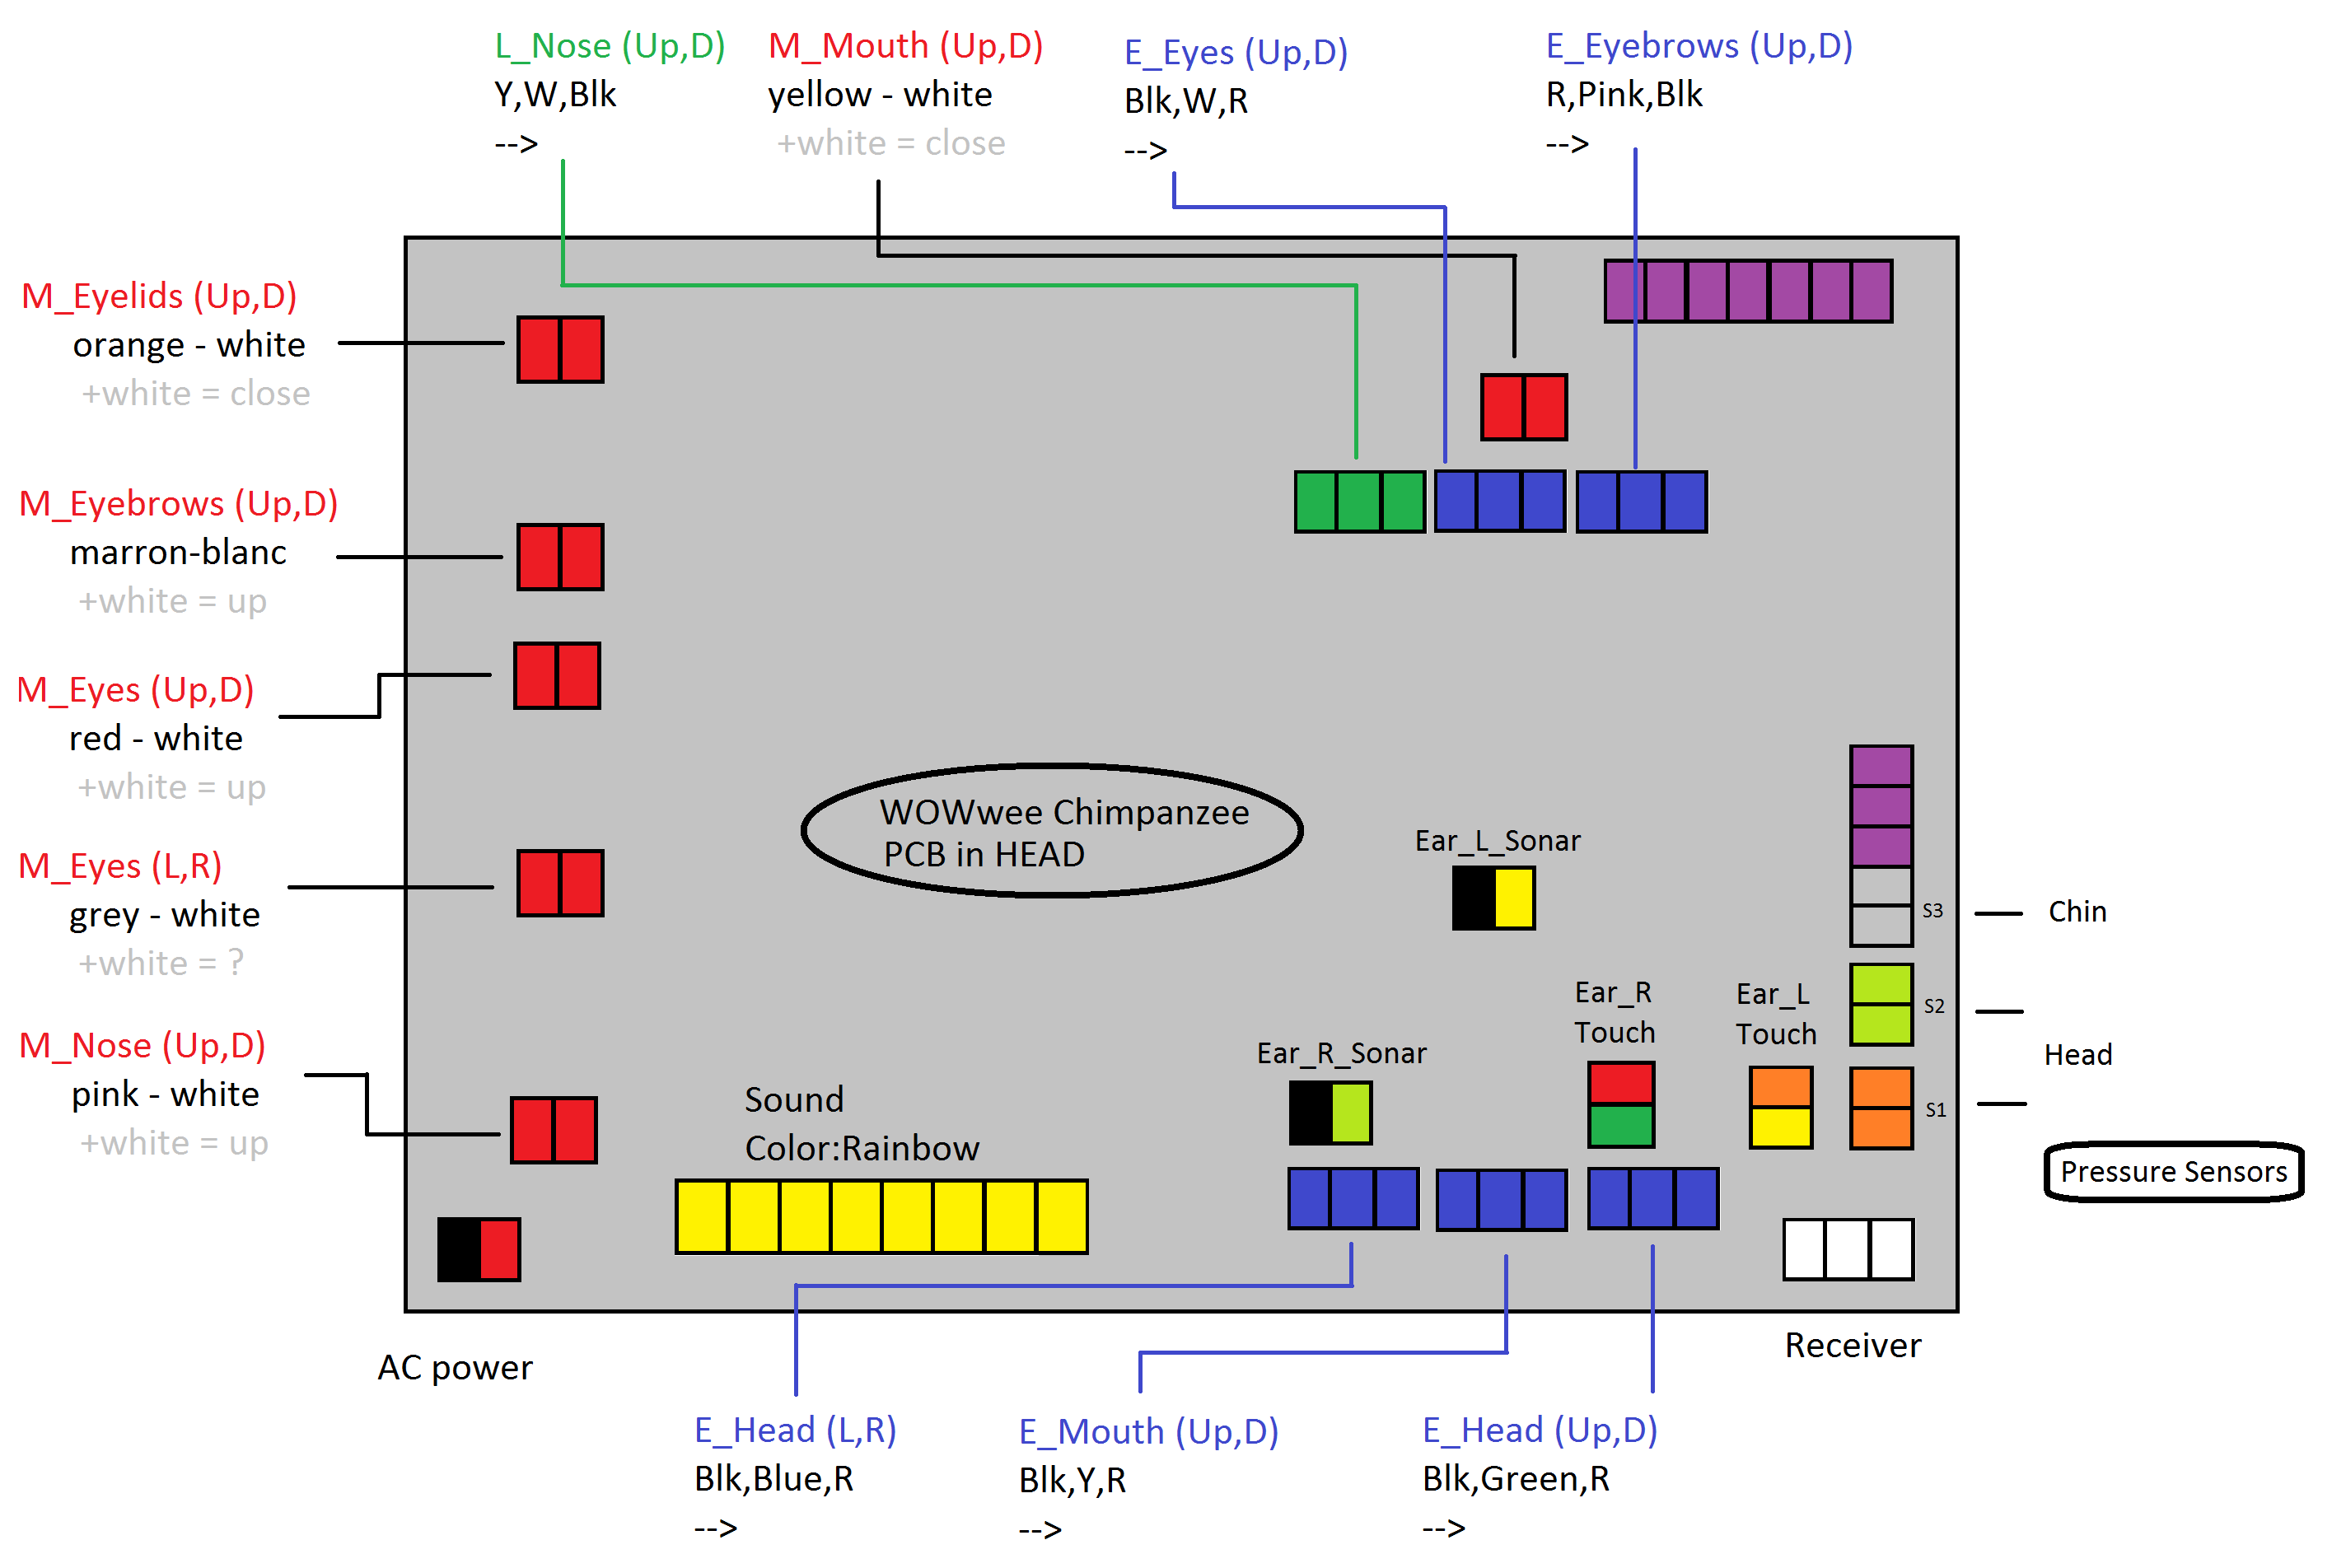 L_Nose (Up,D)
Y,W,Blk
-->
M_Mouth (Up,D)
yellow - white
+white = close
E_Eyes (Up,D)
Blk,W,R
-->
E_Eyebrows (Up,D)
R,Pink,Blk
-->
M_Eyelids (Up,D)
orange - white
+white = close
M_Eyebrows (Up,D)
marron-blanc
+white = up
M_Eyes (Up,D)
red - white
+white = up
M_Eyes (L,R)
grey - white
+white = ?
M_Nose (Up,D)
pink - white
+white = up
WOWwee Chimpanzee
PCB in HEAD
Ear_L_Sonar
S3
Chin
Ear_R
Touch
Ear_L
Touch
S2
Head
S1
Ear_R_Sonar
Sound
Color:Rainbow
Pressure Sensors
AC power
Receiver
E_Head (L,R)
Blk,Blue,R
-->
E_Mouth (Up,D)
Blk,Y,R
-->
E_Head (Up,D)
Blk,Green,R
-->